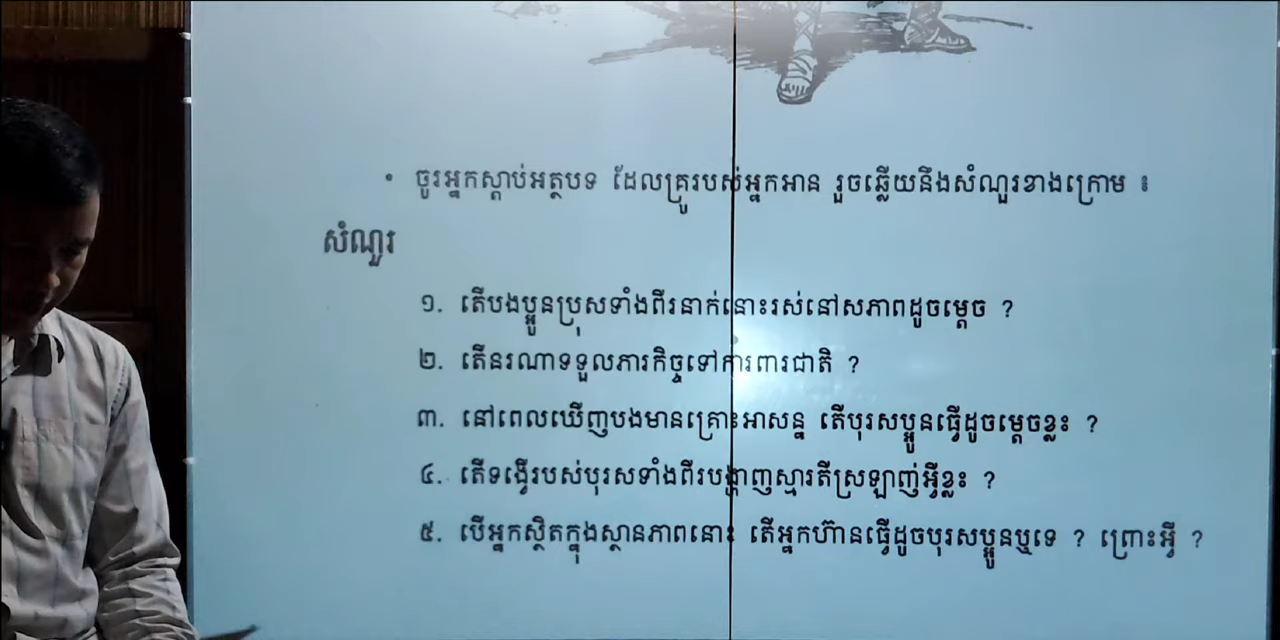 • ចូរអ្នកស្ដាប់អត្ថបទ ដែលគ្រូរបស់អ្នកអាន រួចឆ្លើយនឹងសំណួរខាងក្រោម ៖
សំណួរ
១. តើបងប្អូនប្រុសទាំងពីរនាក់នោះរស់នៅសភាពដូចម្ដេច ?
២. តើនរណាទទួលភារកិច្ចទៅការពារជាតិ ?
៣. នៅពេលឃើញបងមានគ្រោះអាសន្ន តើបុរសប្អូនធ្វើដូចម្ដេចខ្លះ ?
៤. តើទង្វើរបស់បុរសទាំងពីរបង្ហាញស្មារតីស្រឡាញ់អ្វីខ្លះ ?
៥. បើអ្នកស្ថិតក្នុងស្ថានភាពនោះ តើអ្នកហ៊ានធ្វើដូចបុរសប្អូនឬទេ ? ព្រោះអ្វី ?